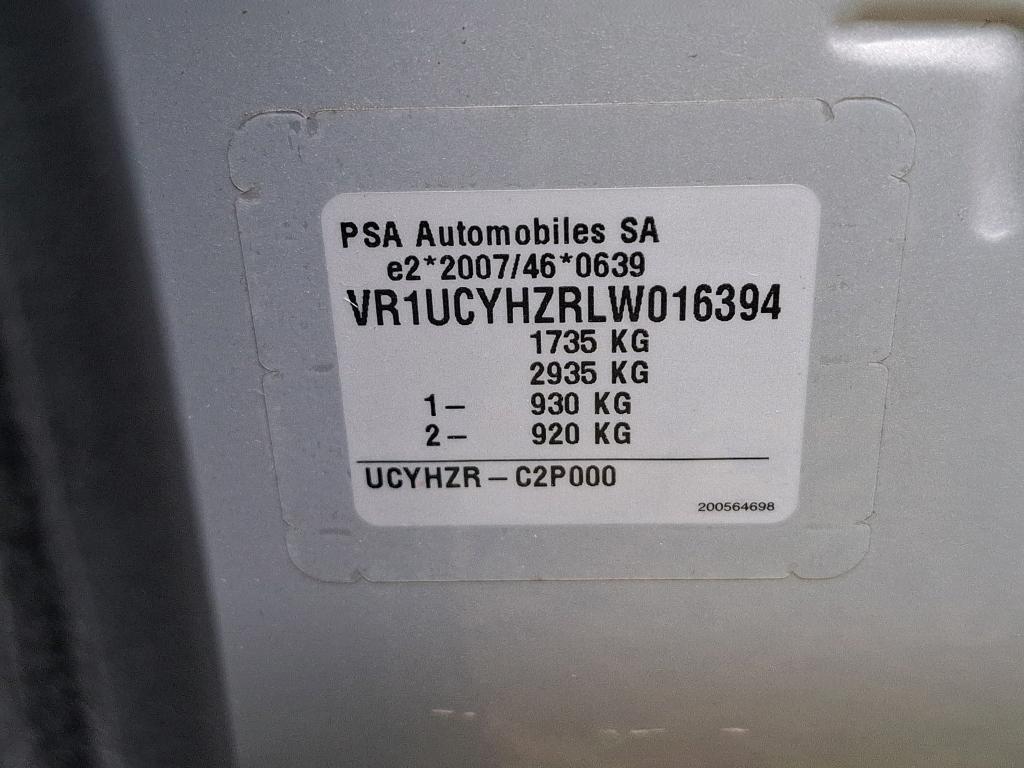 PSA Automobiles SA
e2*2007/46*0639
VR1UCYHZRLW016394
1735 KG
2935 KG
1– 930 KG
2– 920 KG
UCYHZR – C2P000
200564698